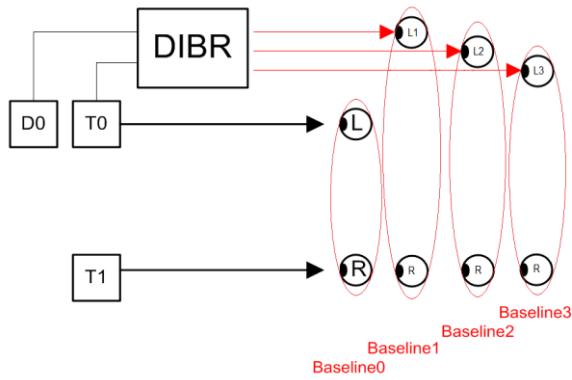 DIBR
L1
L2
L3
D0
T0
L
T1
R
R
R
R
Baseline3
Baseline2
Baseline1
Baseline0